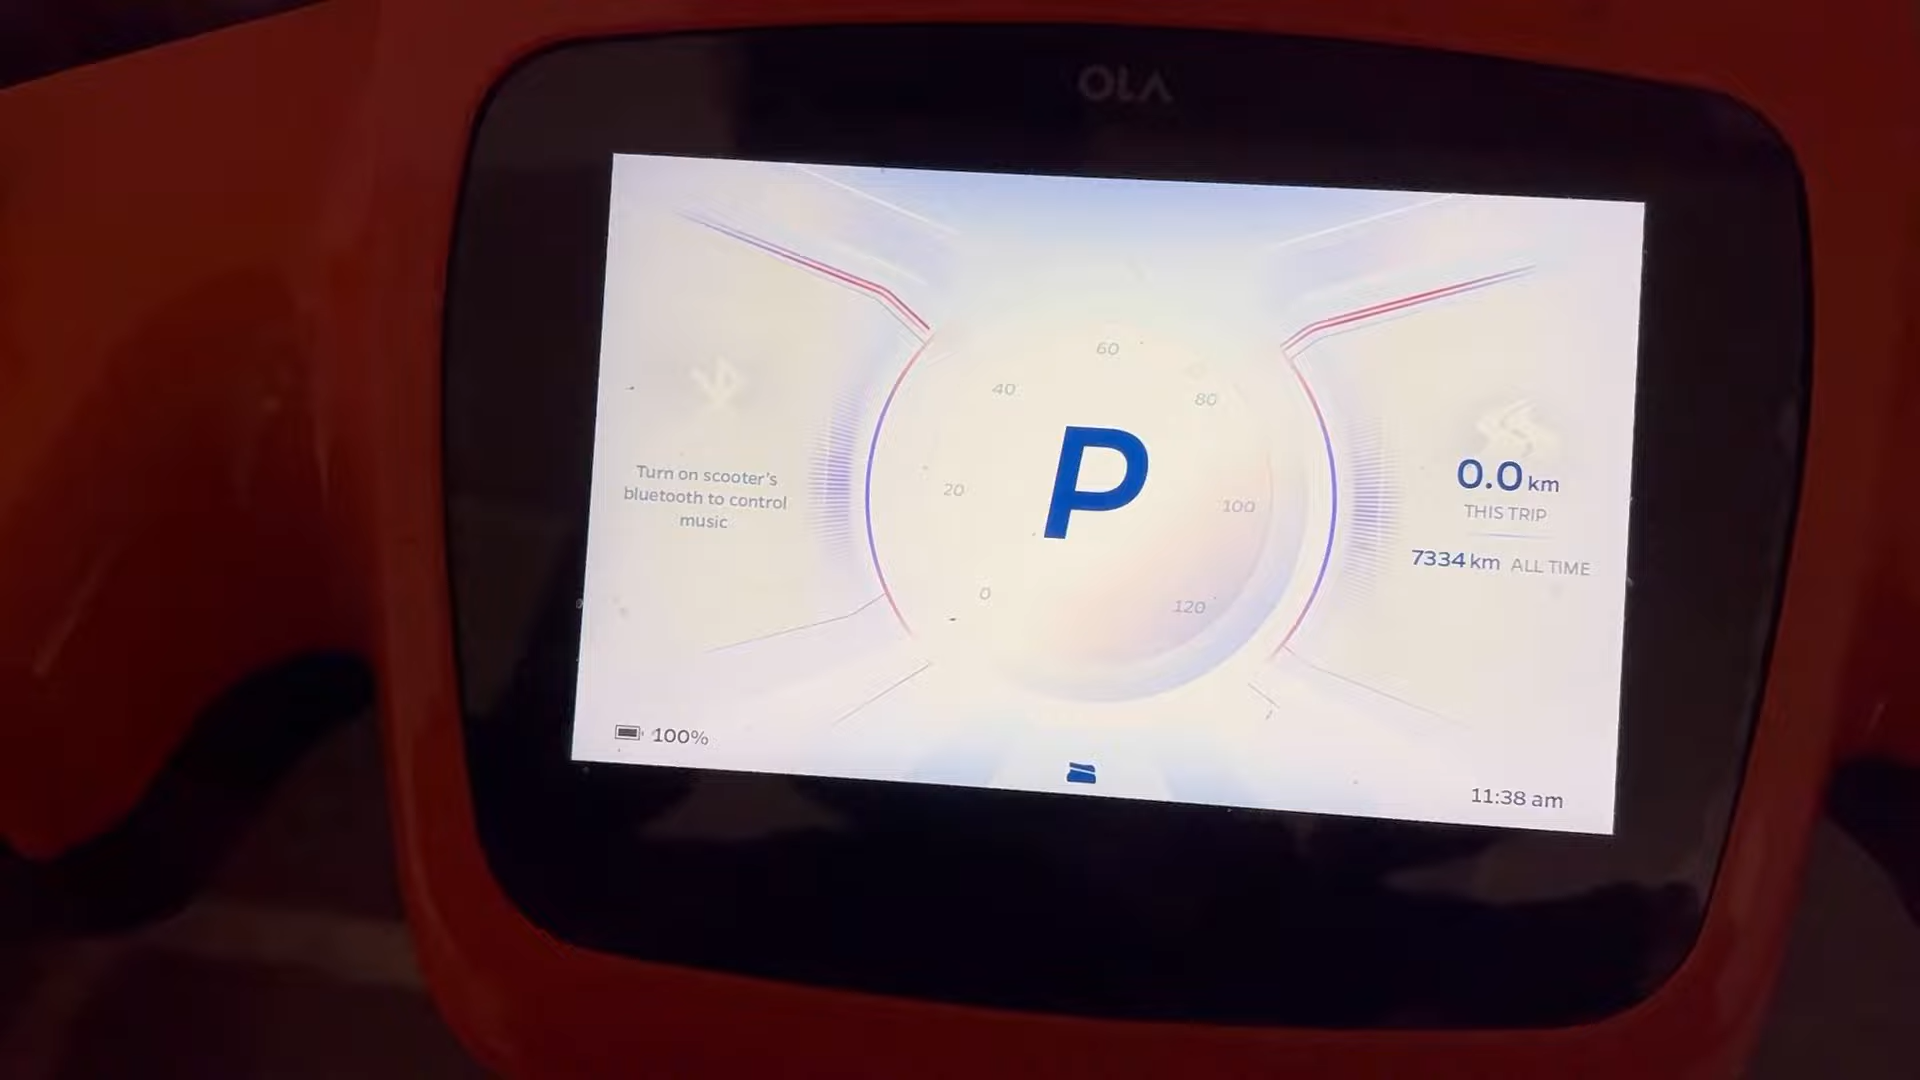 OLA
60
40
80
P
20
100
0
120
Turn on scooter's
bluetooth to control
music
0.0 km
THIS TRIP
7334 km ALL TIME
100%
11:38 am